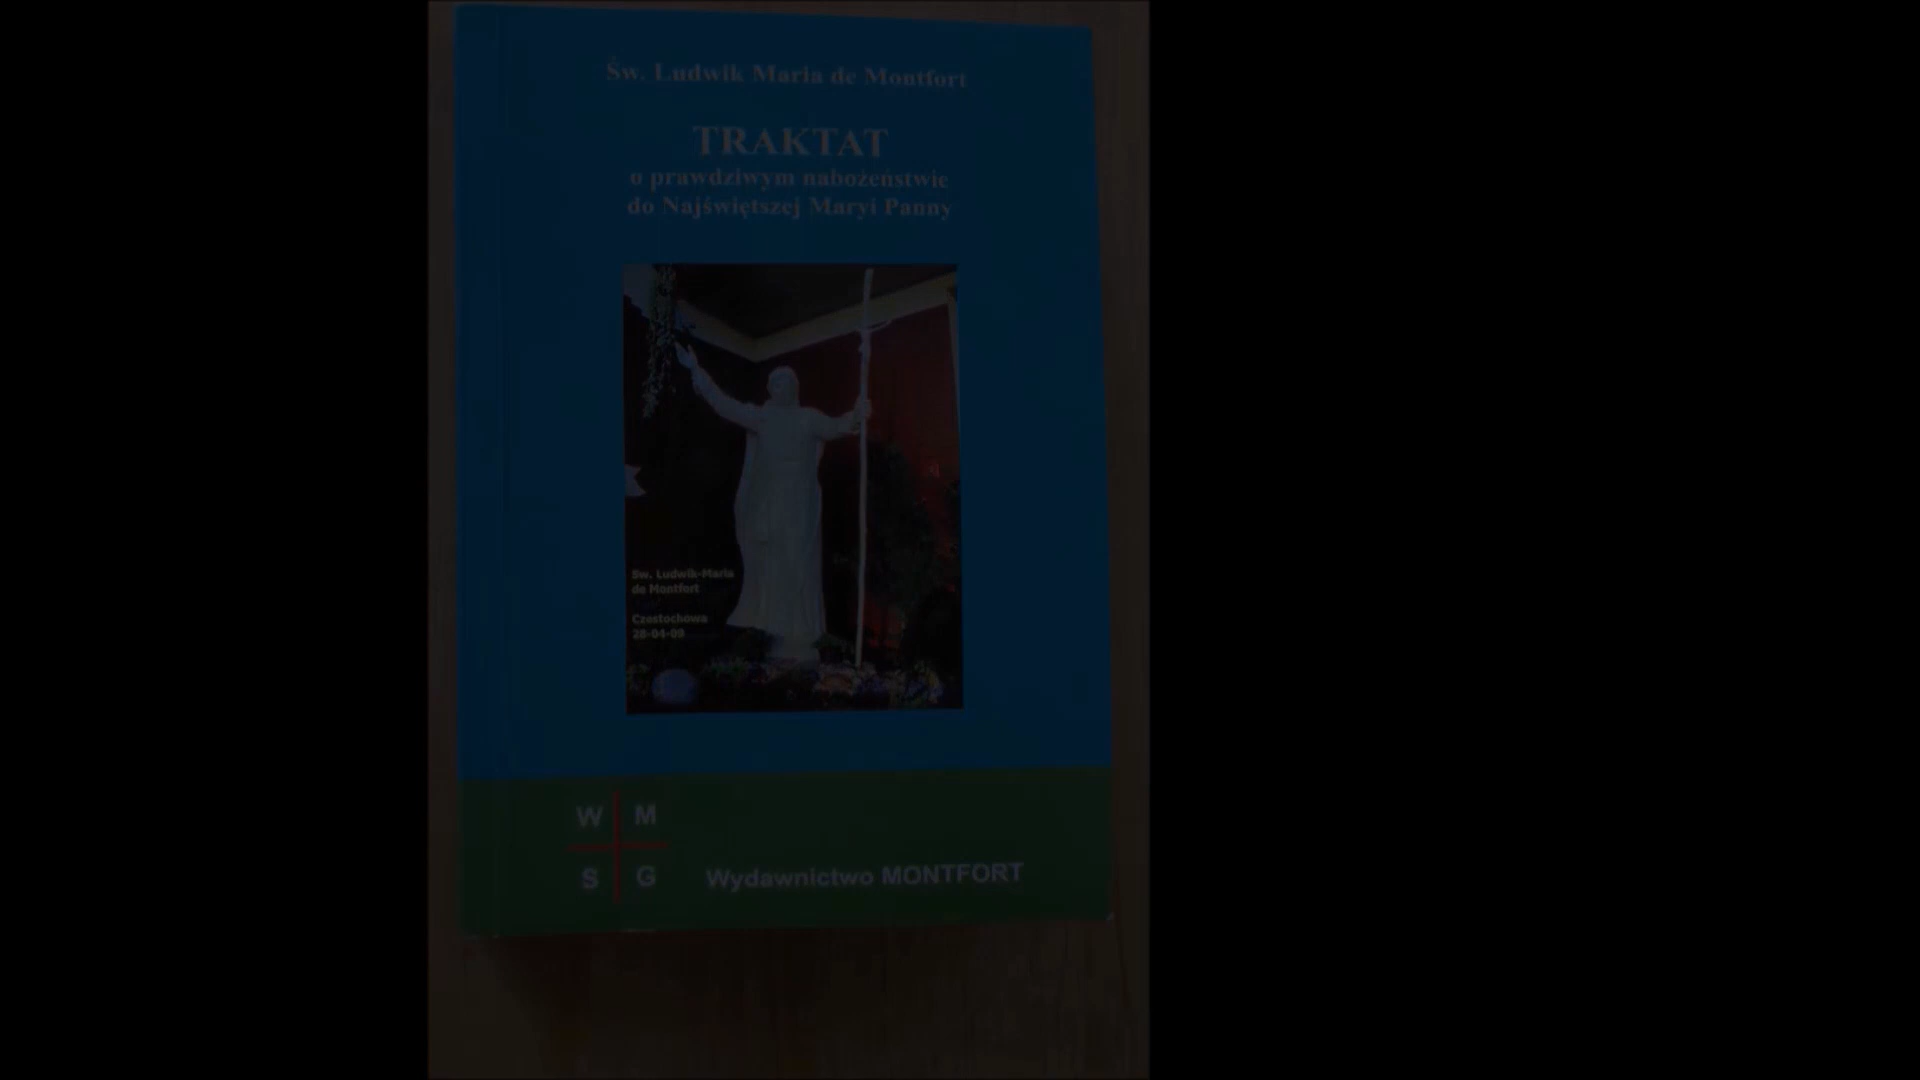 Św. Ludwik Maria de Montfort
TRAKTAT
o prawdziwym nabożeństwie
do Najświętszej Maryi Panny
Św. Ludwik-Maria
de Montfort
Częstochowa
28-04-09
W M
S G
Wydawnictwo MONTFORT